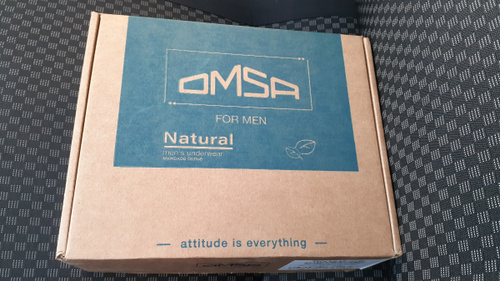 OMSA
FOR MEN
Natural
men's underwear
— attitude is everything —